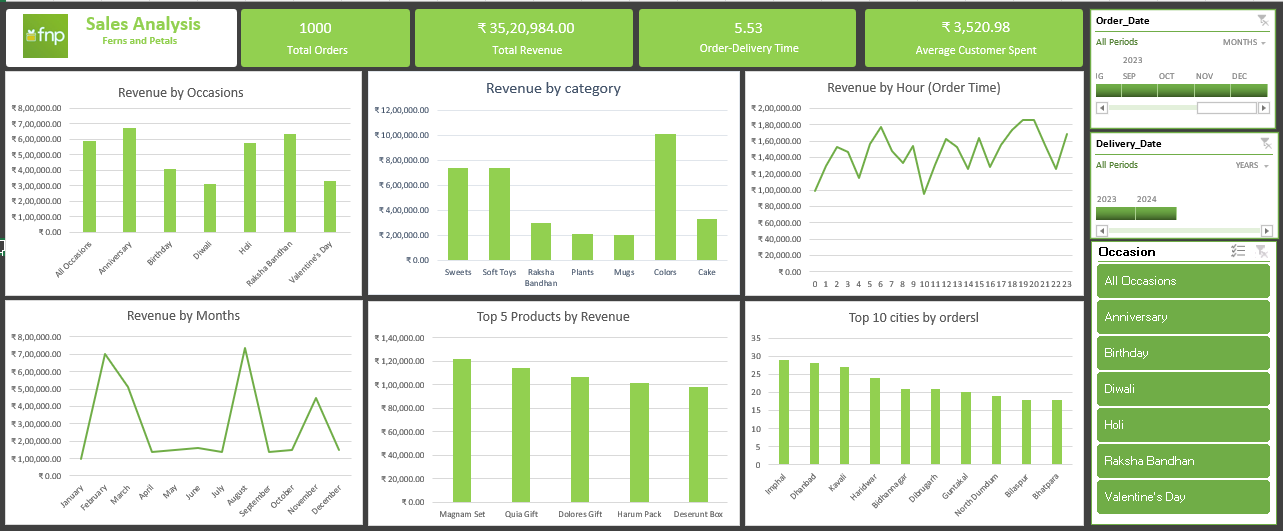 fnp
Sales Analysis
Ferns and Petals
1000
Total Orders
₹ 35,20,984.00
Total Revenue
5.53
Order-Delivery Time
₹ 3,520.98
Average Customer Spent
Order_Date
All Periods
MONTHS
2023
IG SEP OCT NOV DEC
Delivery_Date
All Periods
YEARS
2023 2024
Occasion
All Occasions
Anniversary
Birthday
Diwali
Holi
Raksha Bandhan
Valentine's Day
Revenue by Occasions
₹ 8,00,000.00
₹ 7,00,000.00
₹ 6,00,000.00
₹ 5,00,000.00
₹ 4,00,000.00
₹ 3,00,000.00
₹ 2,00,000.00
₹ 1,00,000.00
₹ 0.00
All Occasions Anniversary Birthday Diwali Holi Raksha Bandhan Valentine's Day
Revenue by category
₹ 12,00,000.00
₹ 10,00,000.00
₹ 8,00,000.00
₹ 6,00,000.00
₹ 4,00,000.00
₹ 2,00,000.00
₹ 0.00
Sweets Soft Toys Raksha Bandhan Plants Mugs Colors Cake
Revenue by Hour (Order Time)
₹ 2,00,000.00
₹ 1,80,000.00
₹ 1,60,000.00
₹ 1,40,000.00
₹ 1,20,000.00
₹ 1,00,000.00
₹ 80,000.00
₹ 60,000.00
₹ 40,000.00
₹ 20,000.00
₹ 0.00
0 1 2 3 4 5 6 7 8 9 10 11 12 13 14 15 16 17 18 19 20 21 22 23
Revenue by Months
₹ 8,00,000.00
₹ 7,00,000.00
₹ 6,00,000.00
₹ 5,00,000.00
₹ 4,00,000.00
₹ 3,00,000.00
₹ 2,00,000.00
₹ 1,00,000.00
₹ 0.00
January February March April May June July August September October November December
Top 5 Products by Revenue
₹ 1,40,000.00
₹ 1,20,000.00
₹ 1,00,000.00
₹ 80,000.00
₹ 60,000.00
₹ 40,000.00
₹ 20,000.00
₹ 0.00
Magnam Set Quia Gift Dolores Gift Harum Pack Deserunt Box
Top 10 cities by ordersl
35
30
25
20
15
10
5
0
Imphal Dhanbad Kavali Haridwar Bidhannagar Dibrugarh Guntakal North Dumdum Bilaspur Bhatpara